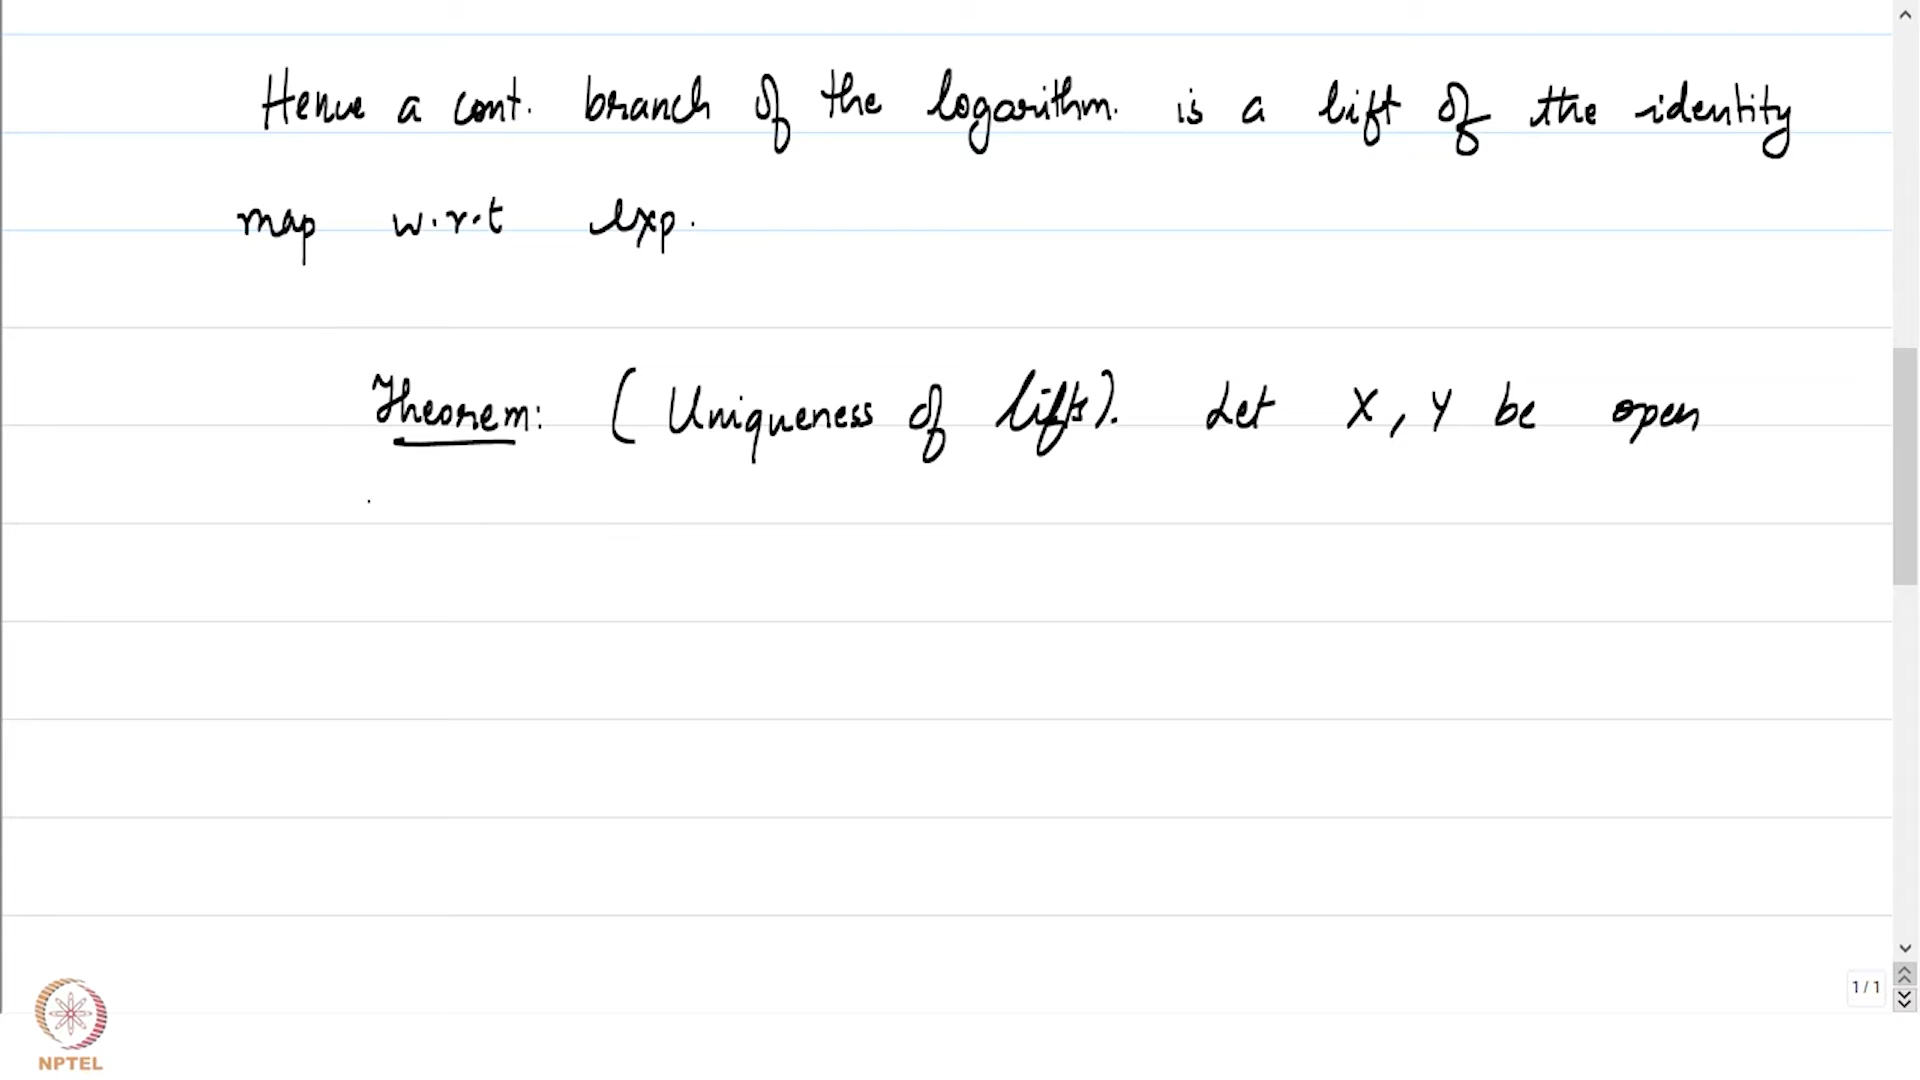 Hence a cont. branch of the logarithm. is a lift of the identity
map w.r.t exp.
Theorem: (Uniqueness of lifts). Let X, Y be open
1 / 1
NPTEL